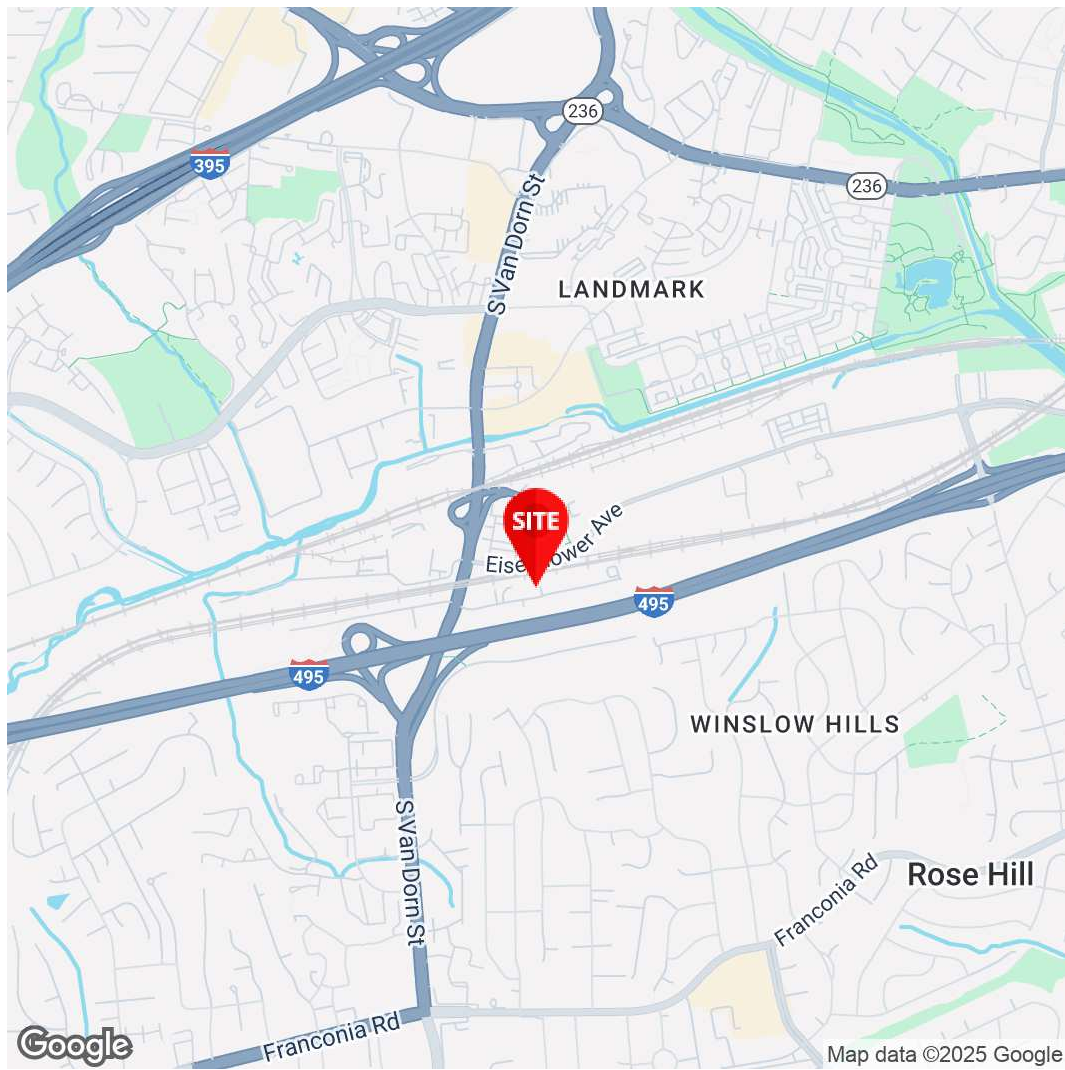 236
395
236
S Van Dorn St
LANDMARK
SITE
Eisenhower Ave
495
495
WINSLOW HILLS
S Van Dorn St
Rose Hill
Franconia Rd
Franconia Rd
Google
Map data ©2025 Google